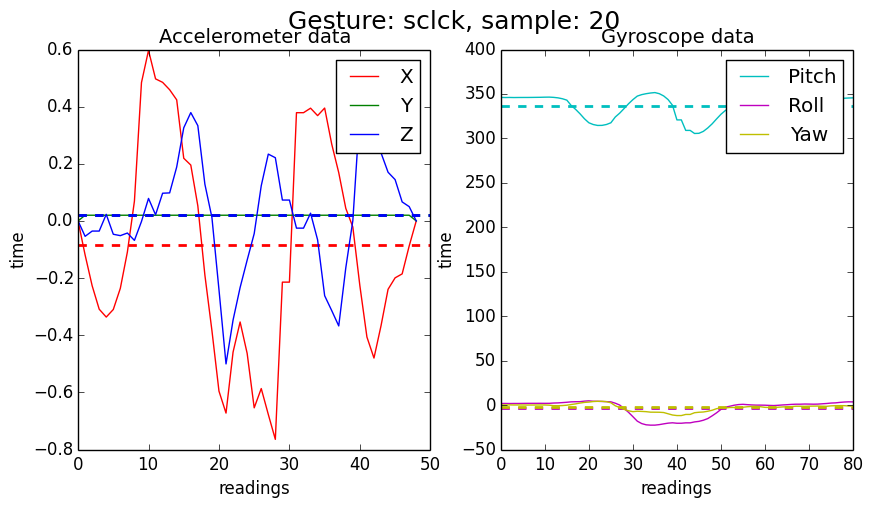 Gesture: sclck, sample: 20
Accelerometer data
0.6
0.4
0.2
0.0
−0.2
−0.4
−0.6
−0.8
0
10
20
30
40
50
time
readings
X
Y
Z
Gyroscope data
400
350
300
250
200
150
100
50
0
−50
0
10
20
30
40
50
60
70
80
time
readings
Pitch
Roll
Yaw